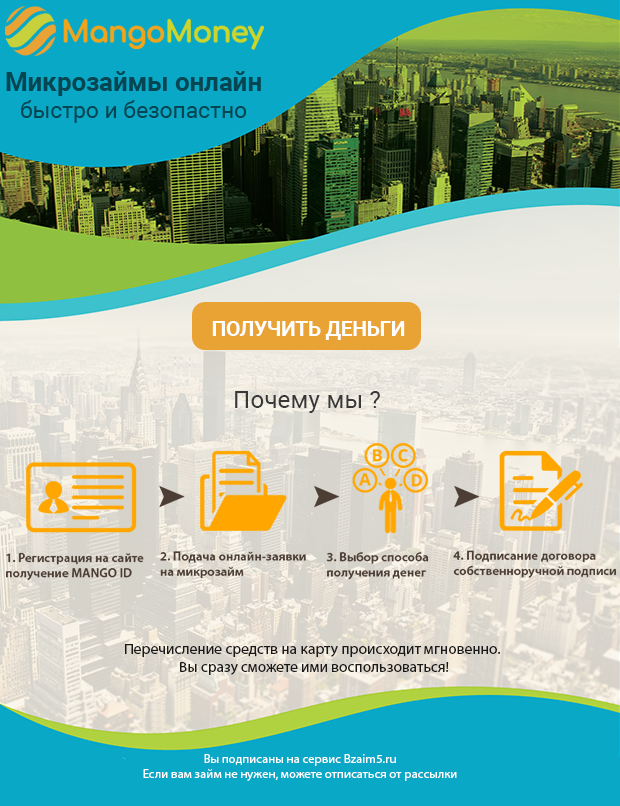 MangoMoney
Микрозаймы онлайн
быстро и безопастно
ПОЛУЧИТЬ ДЕНЬГИ
Почему мы ?
A
B
C
D
1. Регистрация на сайте
получение MANGO ID
2. Подача онлайн-заявки
на микрозайм
3. Выбор способа
получения денег
4. Подписание договора
собственноручной подписи
Перечисление средств на карту происходит мгновенно.
Вы сразу сможете ими воспользоваться!
Вы подписаны на сервис Bzaim5.ru
Если вам займ не нужен, можете отписаться от рассылки